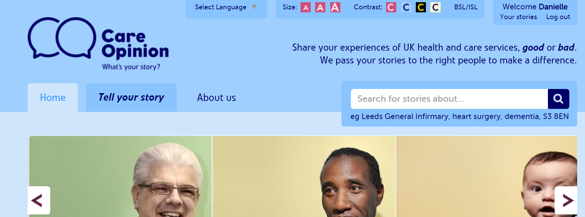 Select Language ▼
Size: A A A
Contrast: C C C C
BSL/ISL
Welcome Danielle
Your stories Log out
Care
Opinion
What's your story?
Share your experiences of UK health and care services, good or bad.
We pass your stories to the right people to make a difference.
Home
Tell your story
About us
Search for stories about...
eg Leeds General Infirmary, hearing surgery, dementia, S3 8EN